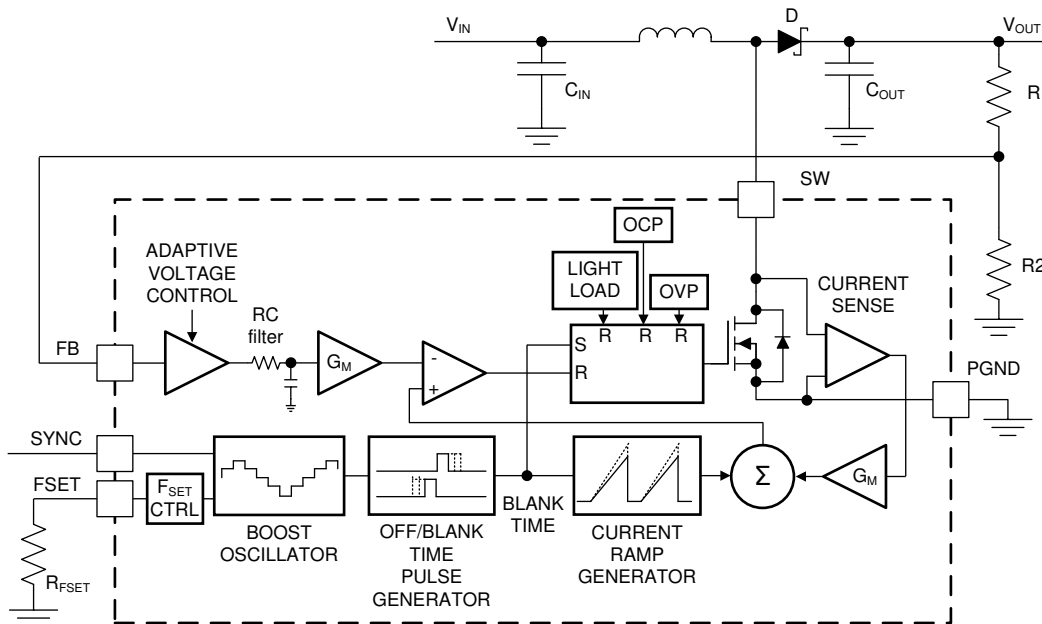 V_IN
D
V_OUT
C_IN
C_OUT
R
SW
R2
ADAPTIVE
VOLTAGE
CONTROL
OCP
LIGHT
LOAD
OVP
CURRENT
SENSE
RC
filter
R R R
FB
G_M
-
+
S
R
PGND
SYNC
FSET
F_SET
CTRL
BLANK
TIME
Σ
G_M
BOOST
OSCILLATOR
OFF/BLANK
TIME
PULSE
GENERATOR
CURRENT
RAMP
GENERATOR
R_FSET